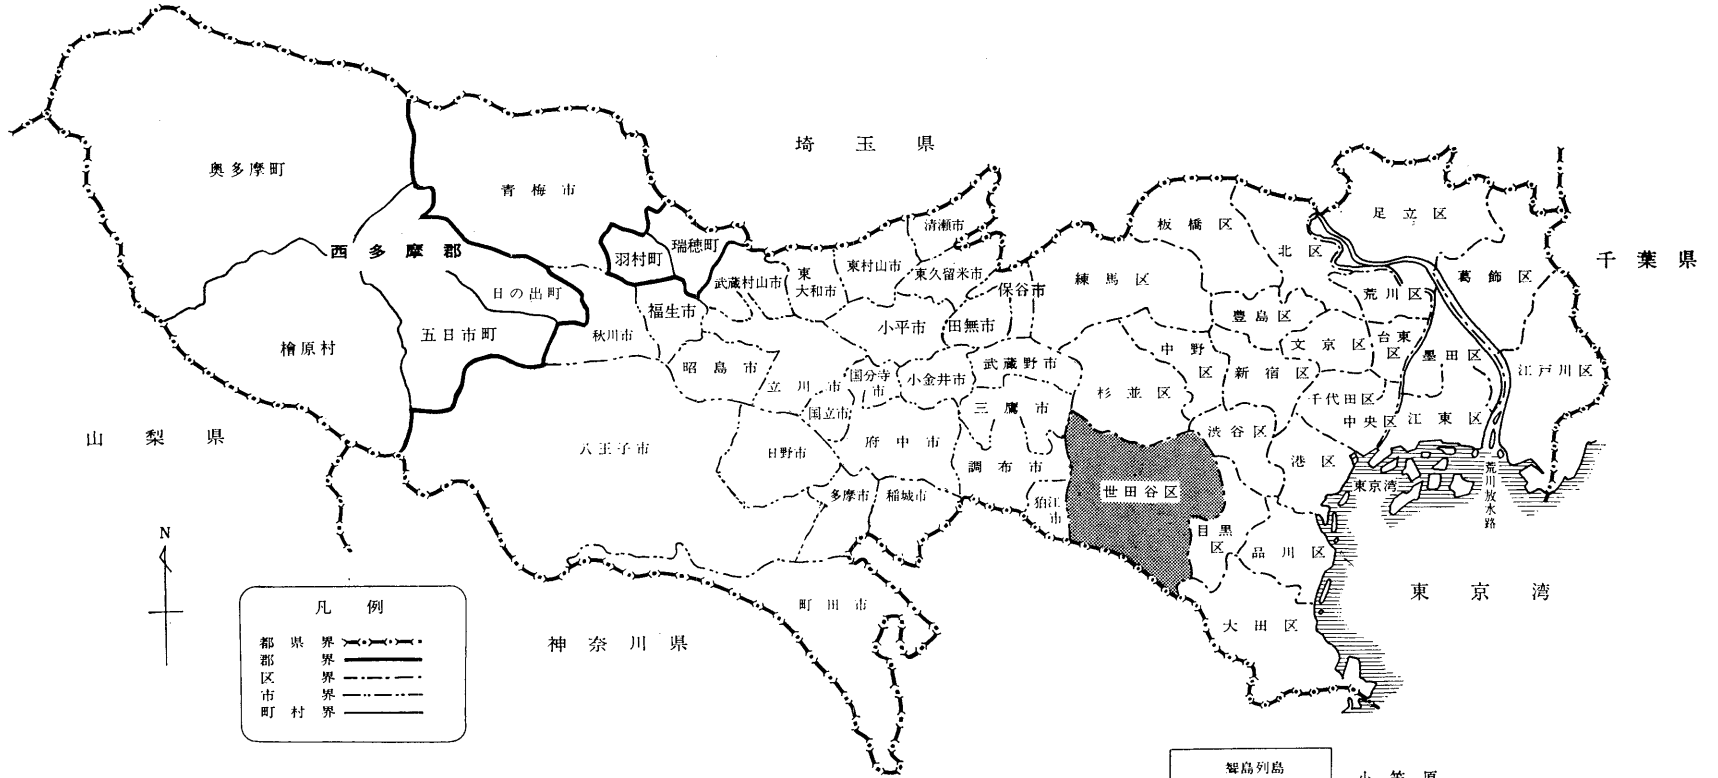 埼玉県
千葉県
山梨県
神奈川県
東京湾
奥多摩町
西多摩郡
檜原村
五日市町
日の出町
青梅市
羽村町
瑞穂町
秋川市
福生市
武蔵村山市
東
大和市
東村山市
清瀬市
東久留米市
保谷市
小平市
田無市
昭島市
立川市
国分寺
市
小金井市
武蔵野市
三鷹市
国立市
府中市
日野市
八王子市
調布市
狛江
市
多摩市
稲城市
町田市
練馬区
板橋区
北区
足立区
葛飾区
荒川区
豊島区
文京区
台東
区
墨田区
江戸川区
中野
区
新宿区
杉並区
千代田区
中央区
江東区
渋谷区
港区
世田谷区
目黒
区
品川区
大田区
東京湾
荒川放水路
N
凡例
都県界
郡界
区界
市界
町村界
聟島列島
小笠原